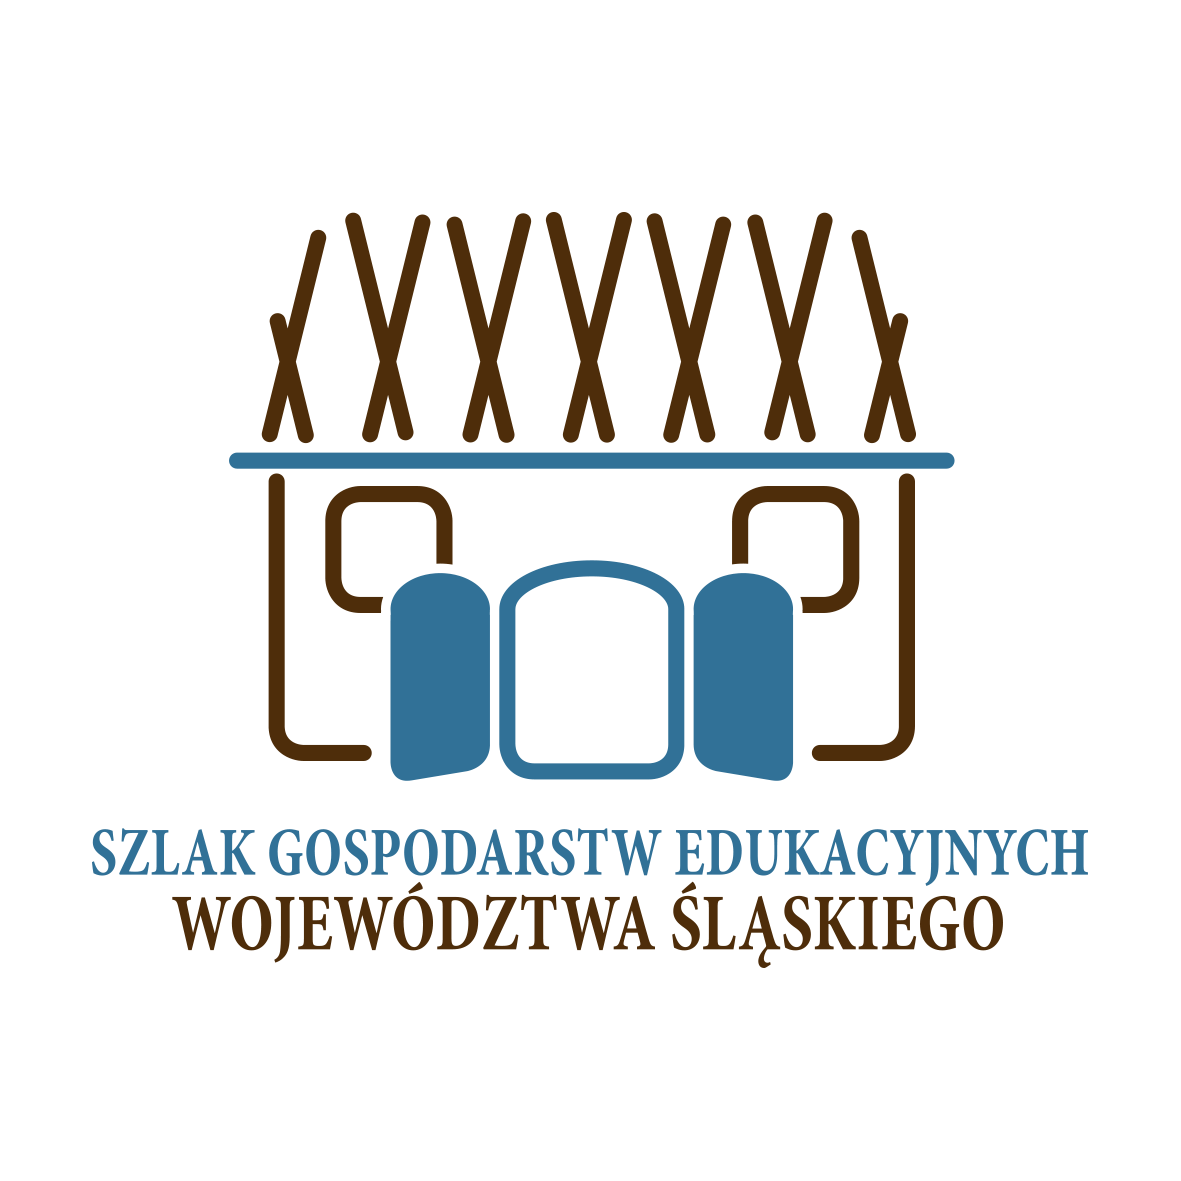 SZLAK GOSPODARSTW EDUKACYJNYCH
WOJEWÓDZTWA ŚLĄSKIEGO